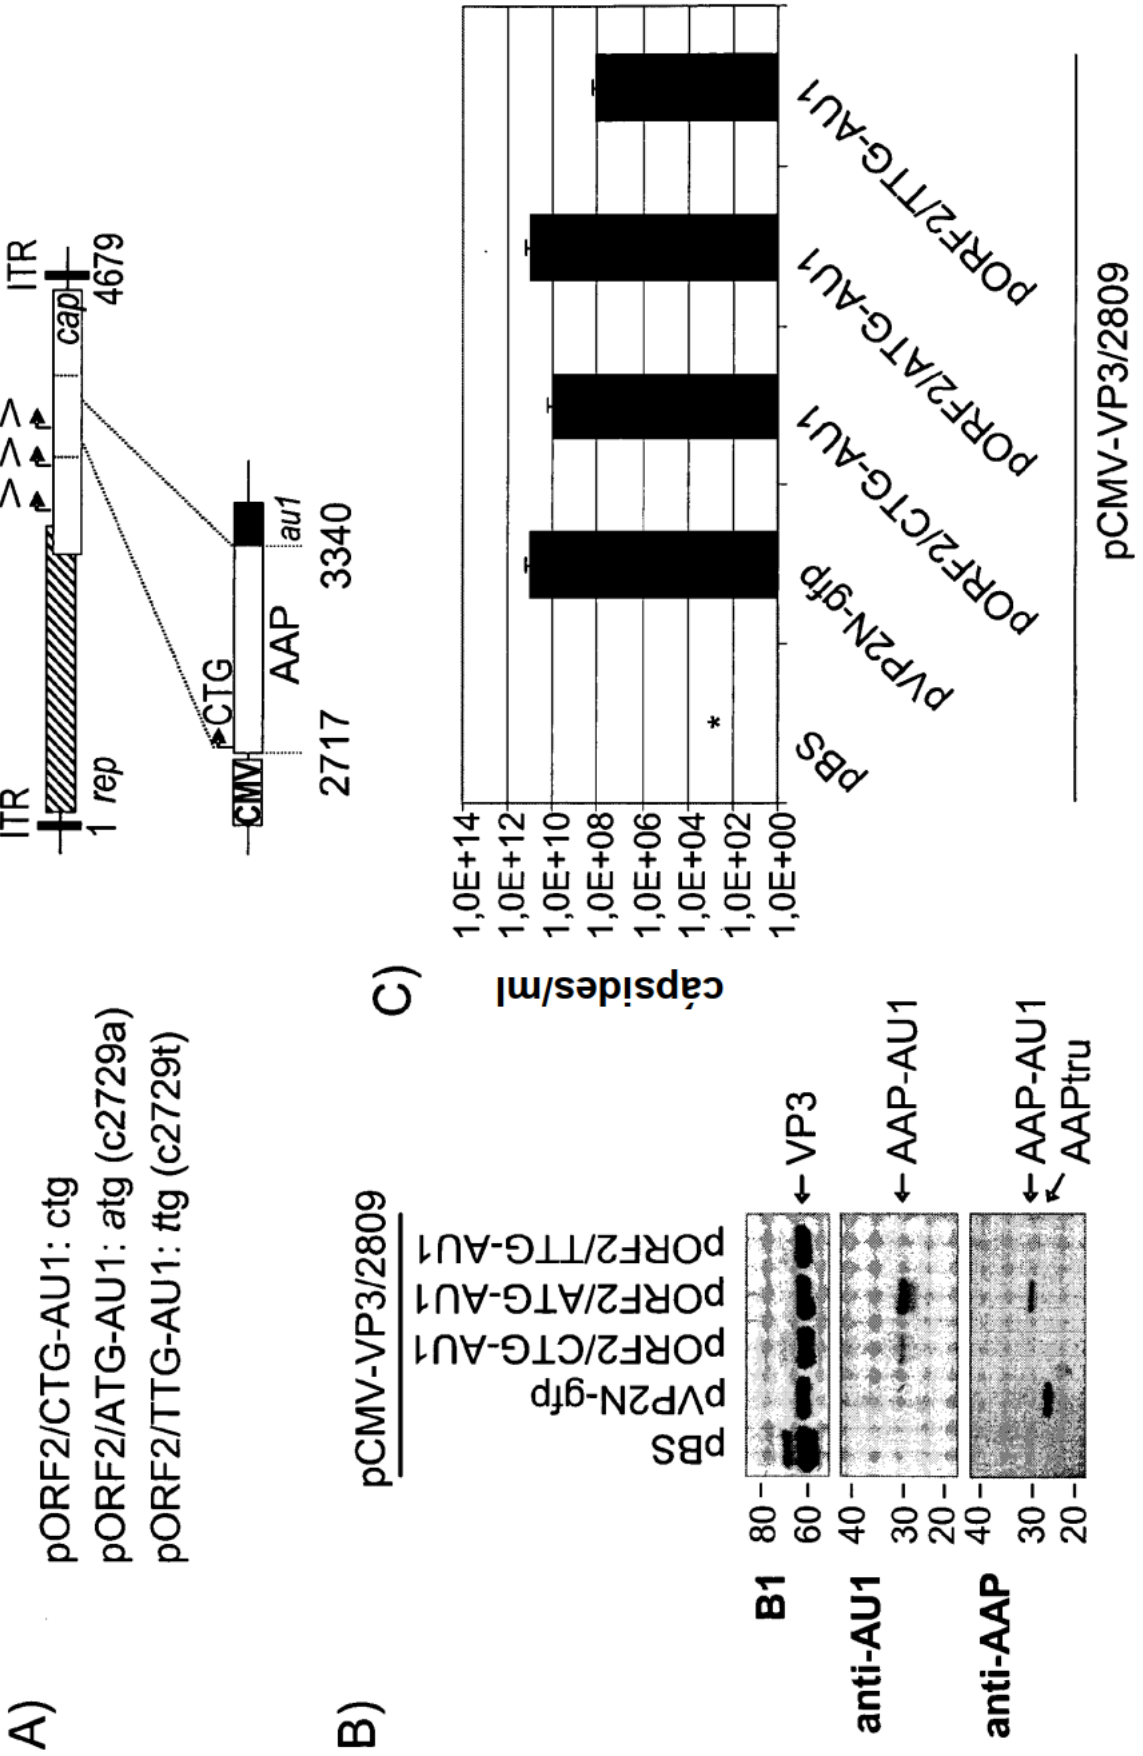 A)
pORF2/CTG-AU1: ctg
pORF2/ATG-AU1: atg (c2729a)
pORF2/TTG-AU1: ttg (c2729t)
ITR
ITR
> > >
1
rep
cap
4679
CTG
CMV
AAP
au1
2717
3340
B)
pCMV-VP3/2809
pBS
pVP2N-gfp
pORF2/CTG-AU1
pORF2/ATG-AU1
pORF2/TTG-AU1
B1
80
60
VP3
anti-AU1
40
30
20
AAP-AU1
anti-AAP
40
30
20
AAP-AU1
AAPtru
C)
cápsides/ml
1,0E+14
1,0E+12
1,0E+10
1,0E+08
1,0E+06
1,0E+04
1,0E+02
1,0E+00
*
pBS
pVP2N-gfp
pORF2/CTG-AU1
pORF2/ATG-AU1
pORF2/TTG-AU1
pCMV-VP3/2809